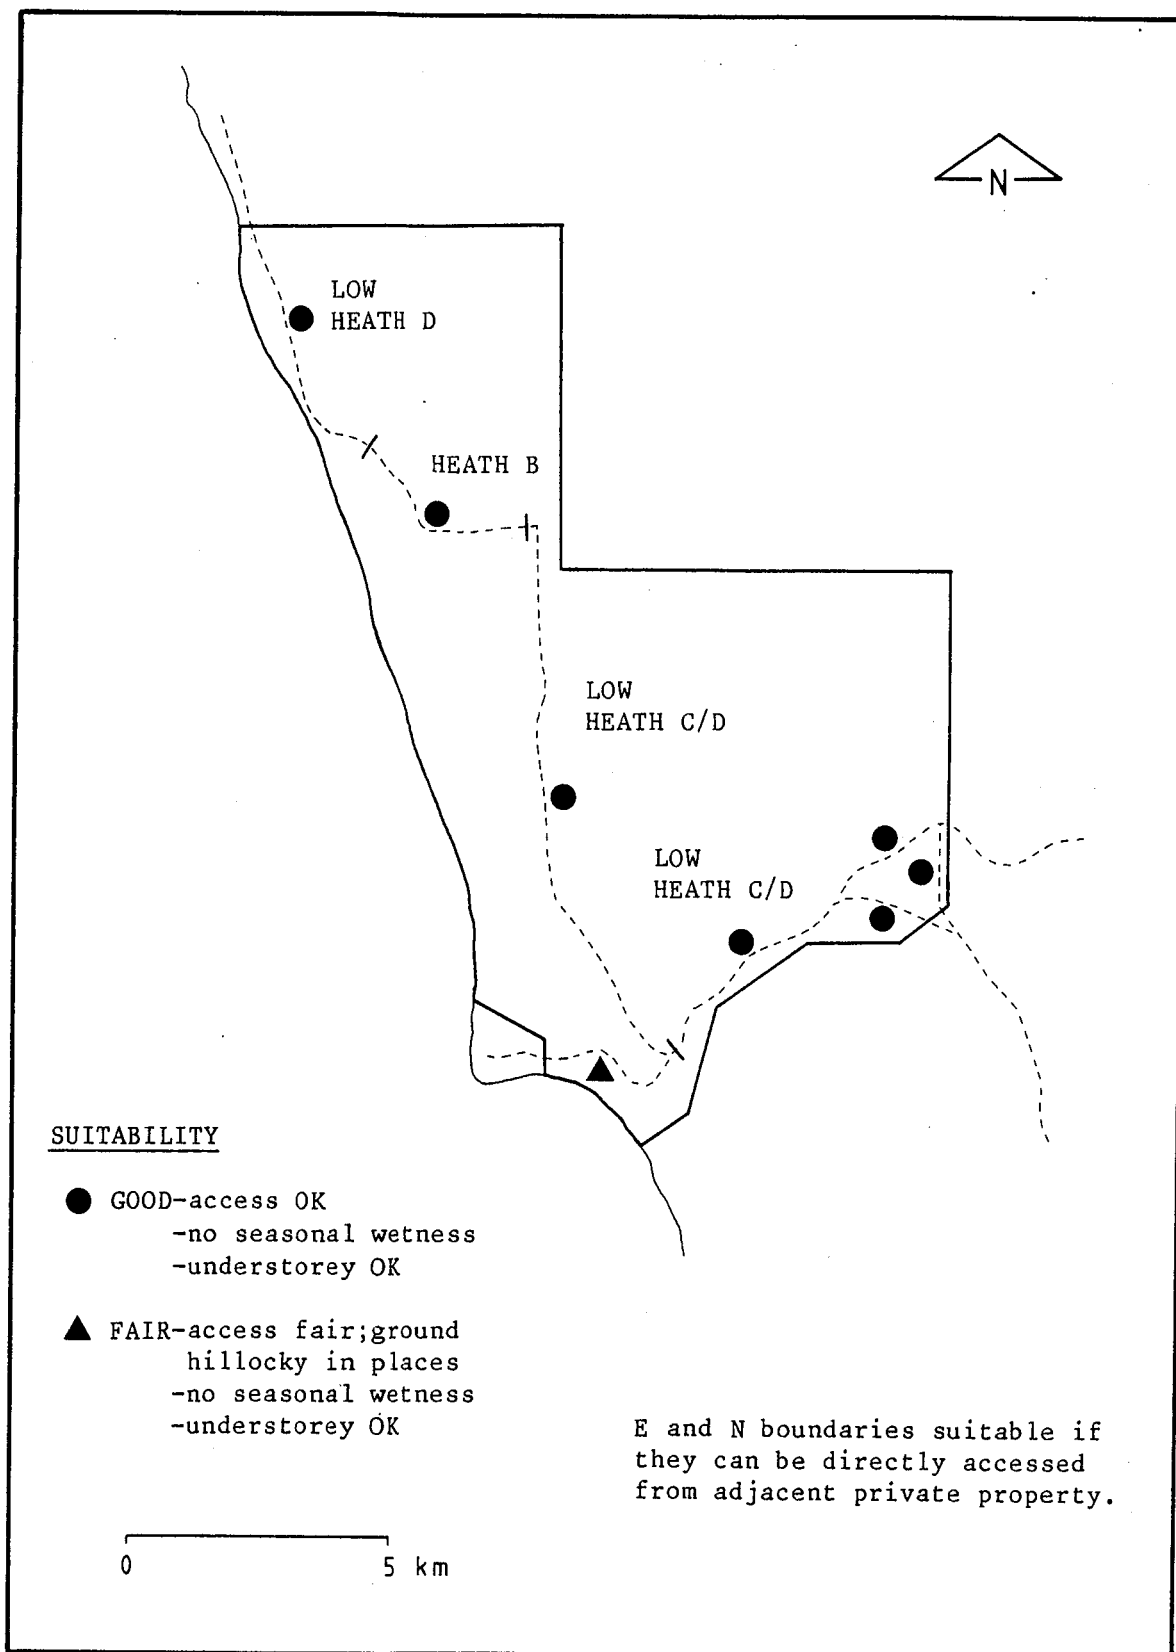 N
LOW
HEATH D
HEATH B
LOW
HEATH C/D
LOW
HEATH C/D
SUITABILITY
GOOD-access OK
-no seasonal wetness
-understorey OK
FAIR-access fair;ground
hillocky in places
-no seasonal wetness
-understorey OK
E and N boundaries suitable if
they can be directly accessed
from adjacent private property.
0 5 km